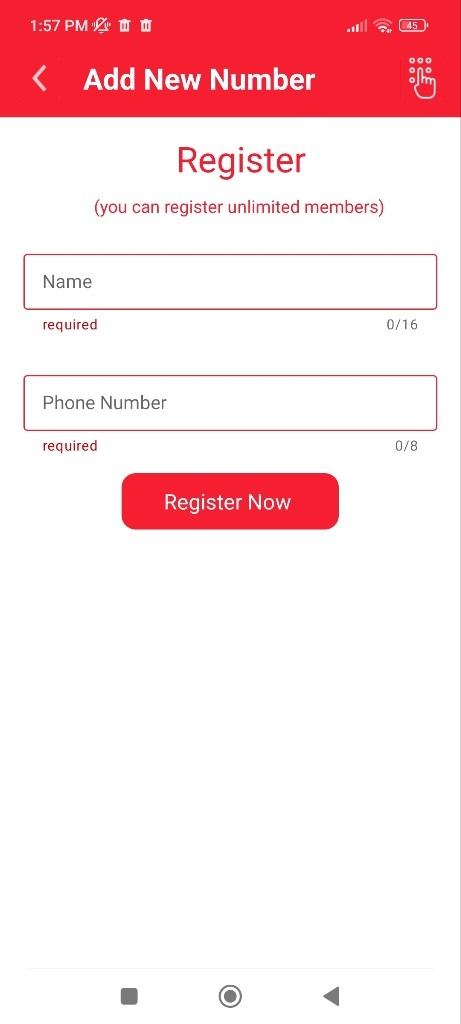 1:57 PM
45
Add New Number
Register
(you can register unlimited members)
Name
required 0/16
Phone Number
required 0/8
Register Now